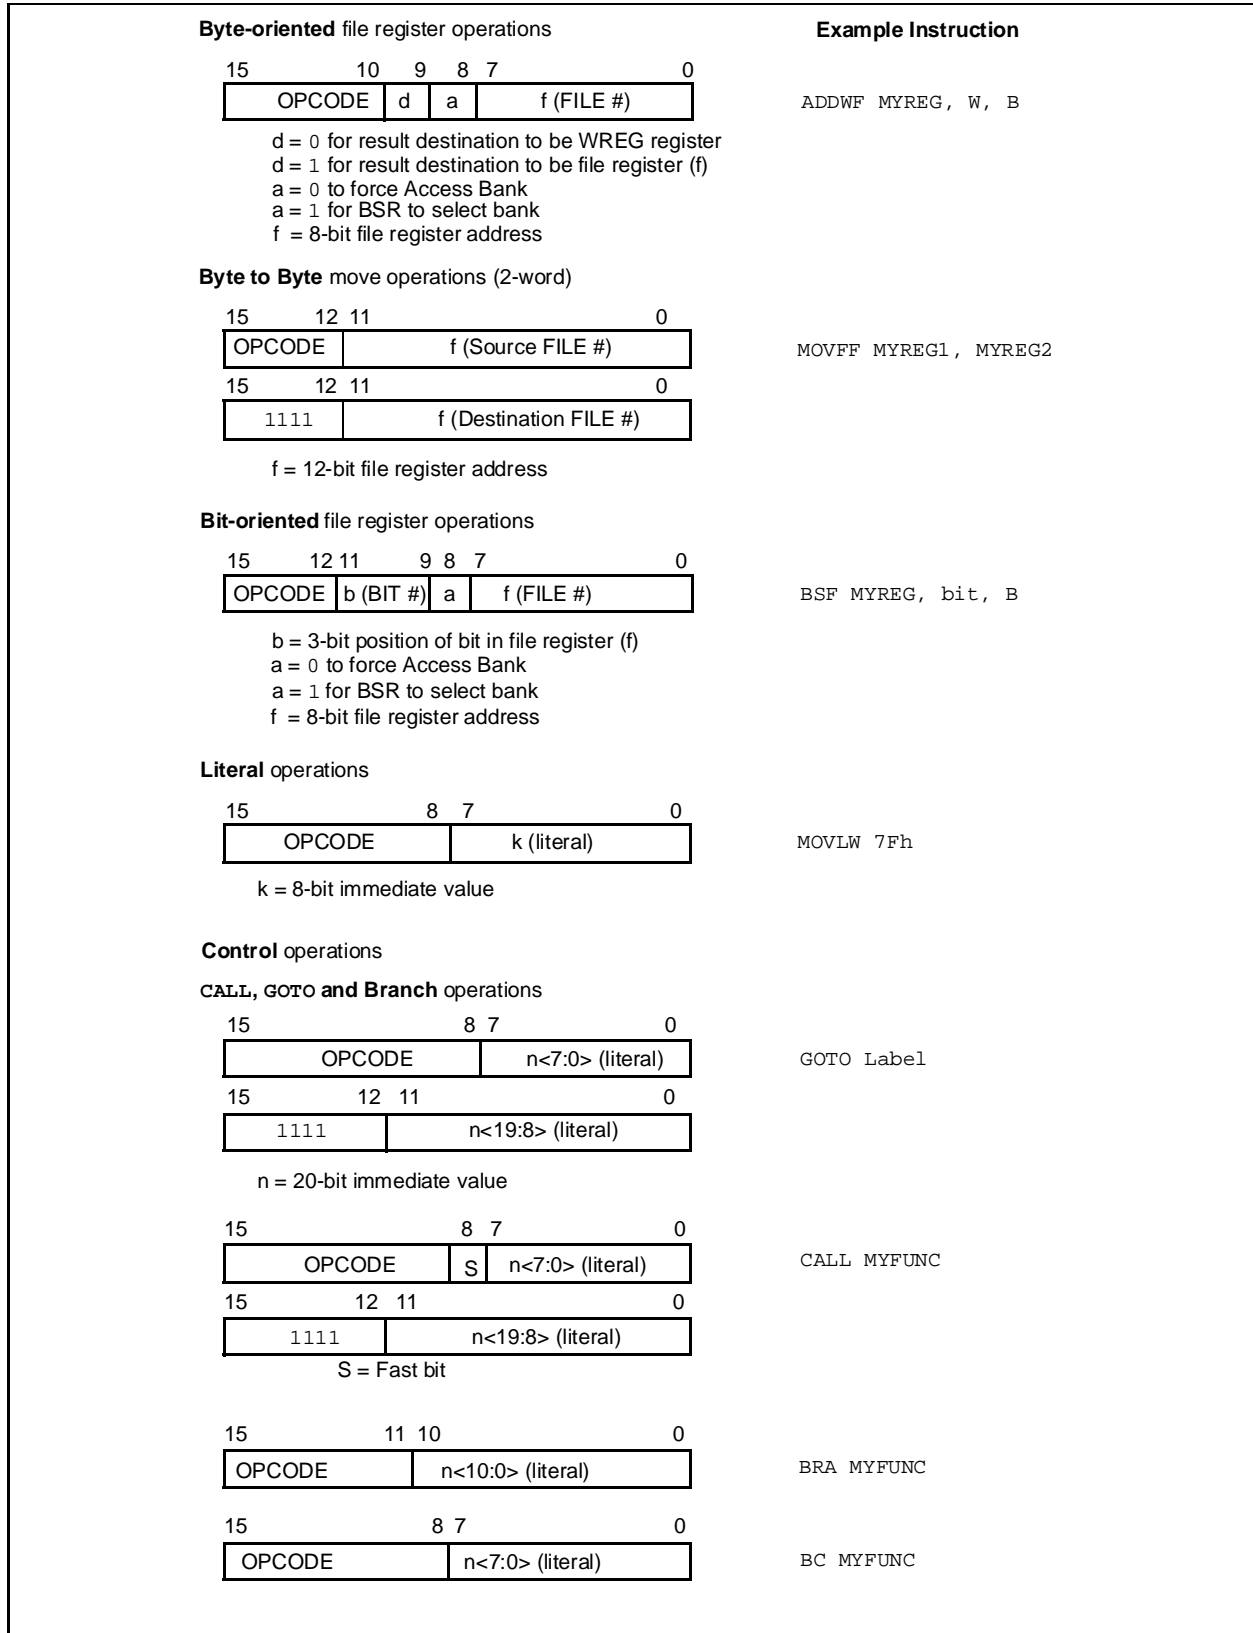 Byte-oriented file register operations Example Instruction
15 10 9 8 7 0
OPCODE d a f (FILE #) ADDWF MYREG, W, B
d = 0 for result destination to be WREG register
d = 1 for result destination to be file register (f)
a = 0 to force Access Bank
a = 1 for BSR to select bank
f = 8-bit file register address
Byte to Byte move operations (2-word)
15 12 11 0
OPCODE f (Source FILE #) MOVFF MYREG1, MYREG2
15 12 11 0
1111 f (Destination FILE #)
f = 12-bit file register address
Bit-oriented file register operations
15 12 11 9 8 7 0
OPCODE b (BIT #) a f (FILE #) BSF MYREG, bit, B
b = 3-bit position of bit in file register (f)
a = 0 to force Access Bank
a = 1 for BSR to select bank
f = 8-bit file register address
Literal operations
15 8 7 0
OPCODE k (literal) MOVLW 7Fh
k = 8-bit immediate value
Control operations
CALL, GOTO and Branch operations
15 8 7 0
OPCODE n<7:0> (literal) GOTO Label
15 12 11 0
1111 n<19:8> (literal)
n = 20-bit immediate value
15 8 7 0
OPCODE S n<7:0> (literal) CALL MYFUNC
15 12 11 0
1111 n<19:8> (literal)
S = Fast bit
15 11 10 0
OPCODE n<10:0> (literal) BRA MYFUNC
15 8 7 0
OPCODE n<7:0> (literal) BC MYFUNC